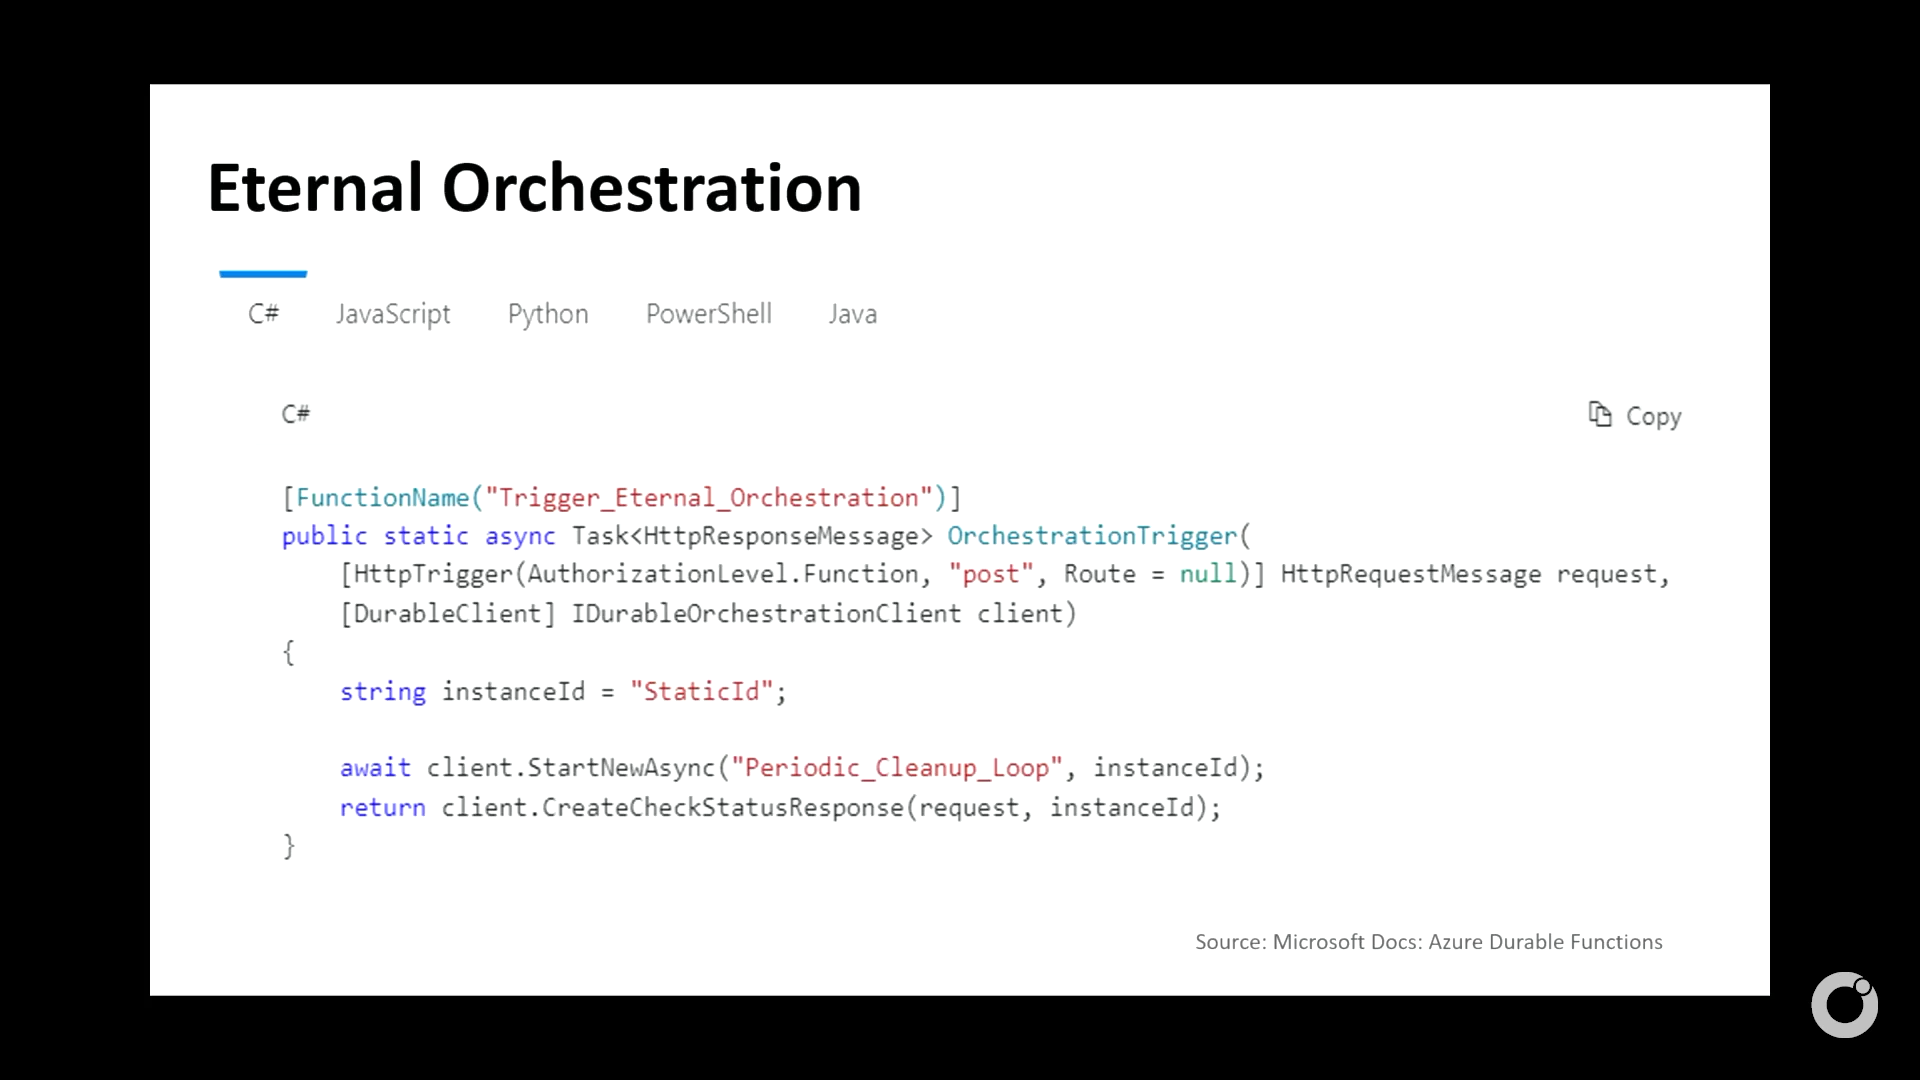 Eternal Orchestration
C# JavaScript Python PowerShell Java
C# Copy
[FunctionName("Trigger_Eternal_Orchestration")]
public static async Task<HttpResponseMessage> OrchestrationTrigger(
    [HttpTrigger(AuthorizationLevel.Function, "post", Route = null)] HttpRequestMessage request,
    [DurableClient] IDurableOrchestrationClient client)
{
    string instanceId = "StaticId";
    await client.StartNewAsync("Periodic_Cleanup_Loop", instanceId);
    return client.CreateCheckStatusResponse(request, instanceId);
}
Source: Microsoft Docs: Azure Durable Functions